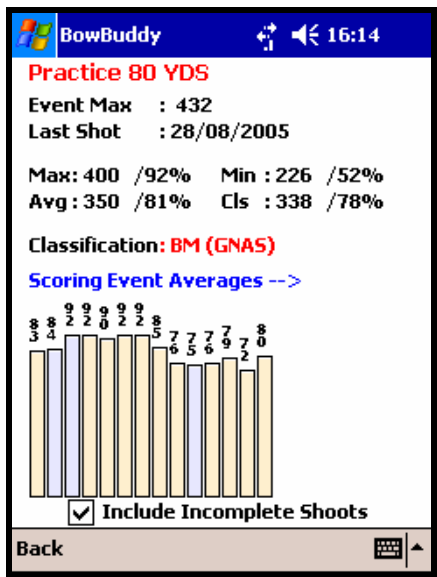 BowBuddy 16:14
Practice 80 YDS
Event Max : 432
Last Shot : 28/08/2005
Max: 400 /92% Min : 226 /52%
Avg : 350 /81% Cls : 338 /78%
Classification: BM (GNAS)
Scoring Event Averages -->
83 84 92 92 90 92 92 85 76 75 76 79 72 80
Include Incomplete Shoots
Back